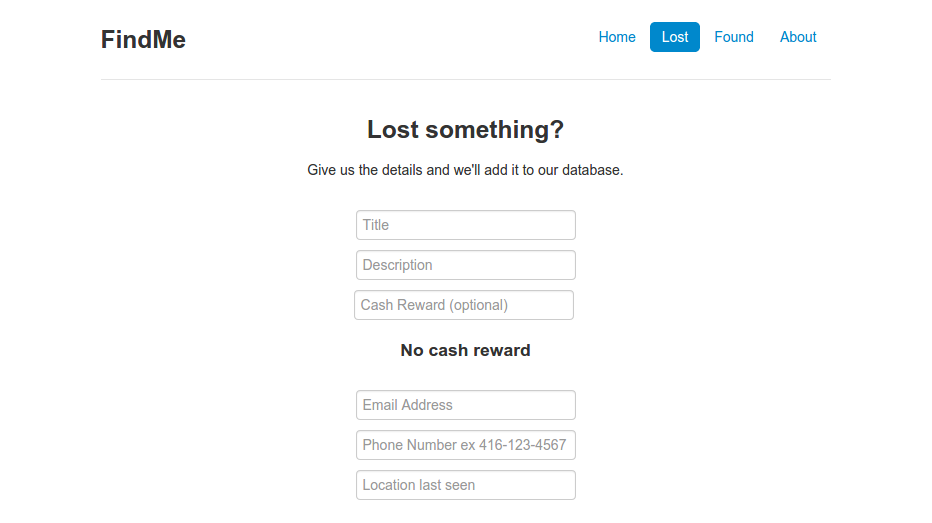 FindMe
Home Lost Found About
Lost something?
Give us the details and we'll add it to our database.
Title
Description
Cash Reward (optional)
No cash reward
Email Address
Phone Number ex 416-123-4567
Location last seen